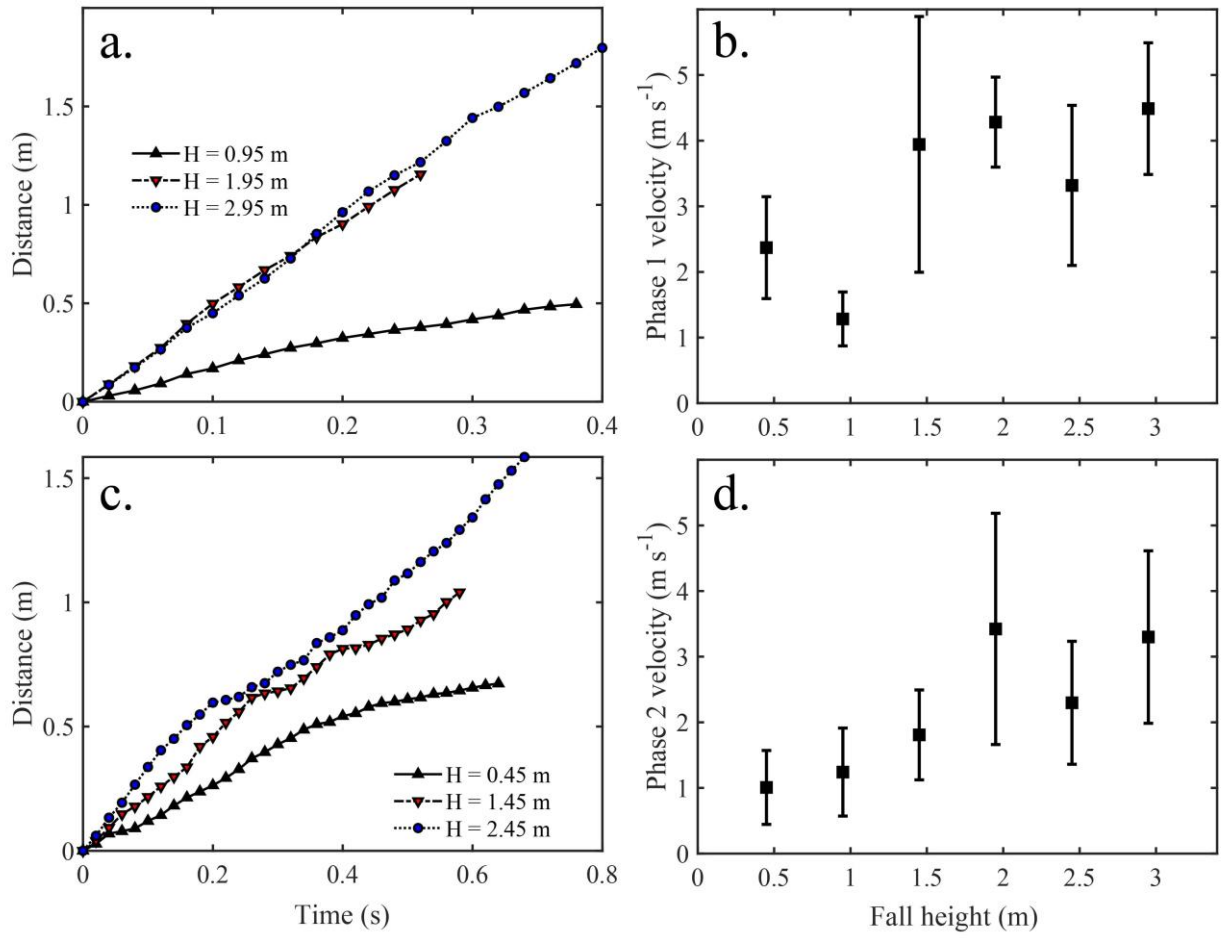 a.
1.5
1
0.5
0
Distance (m)
H = 0.95 m
H = 1.95 m
H = 2.95 m
0 0.1 0.2 0.3 0.4
b.
5
4
3
2
1
0
Phase 1 velocity (m s⁻¹)
0 0.5 1 1.5 2 2.5 3
c.
1.5
1
0.5
0
Distance (m)
H = 0.45 m
H = 1.45 m
H = 2.45 m
0 0.2 0.4 0.6 0.8
Time (s)
d.
5
4
3
2
1
0
Phase 2 velocity (m s⁻¹)
0 0.5 1 1.5 2 2.5 3
Fall height (m)